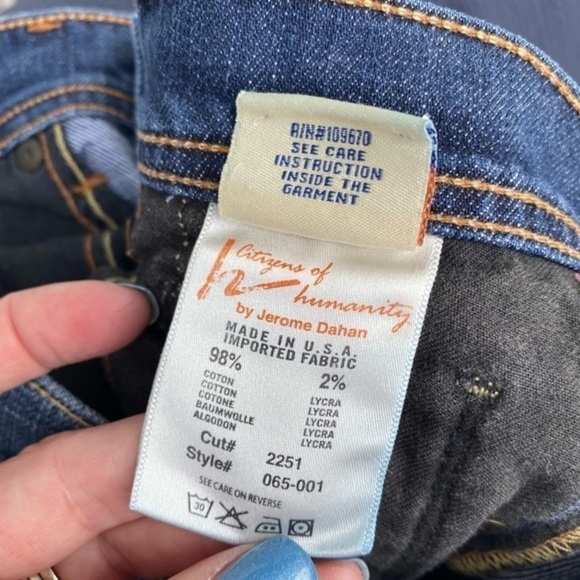 R/N#109670
SEE CARE
INSTRUCTION
INSIDE THE
GARMENT
Citizens of
humanity
by Jerome Dahan
MADE IN U.S.A.
IMPORTED FABRIC
98% 2%
COTON LYCRA
COTTON LYCRA
COTONE LYCRA
BAUMWOLLE LYCRA
ALGODON LYCRA
Cut# 2251
Style# 065-001
SEE CARE ON REVERSE
30